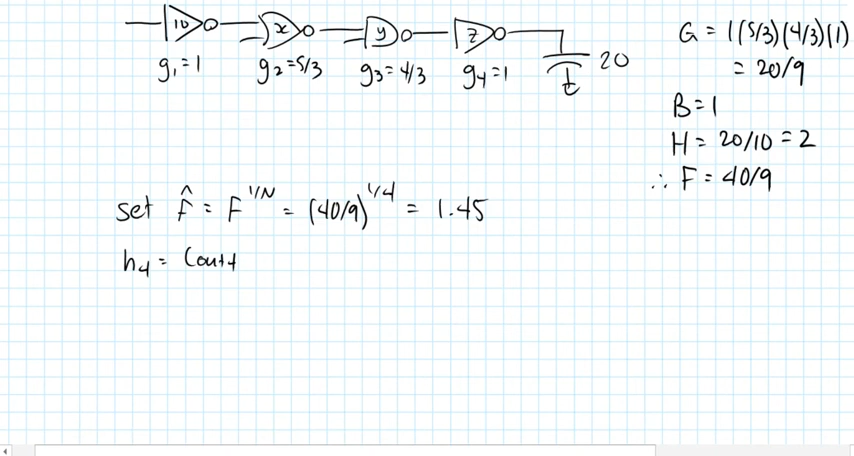 10 x y z 20
g₁=1 g₂=5/3 g₃=4/3 g₄=1
G = 1(5/3)(4/3)(1)
= 20/9
B=1
H = 20/10 = 2
∴ F = 40/9
set F̂ = F^1/N = (40/9)^1/4 = 1.45
h₄ = Cout4